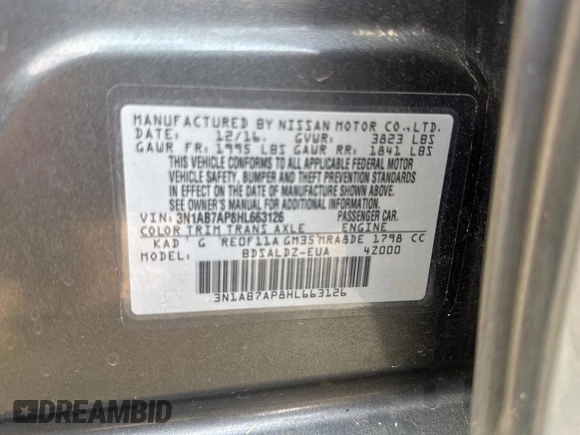 MANUFACTURED BY NISSAN MOTOR CO.,LTD.
DATE: 12/16 GVWR: 3823 LBS
GAWR FR: 1995 LBS GAWR RR: 1841 LBS
THIS VEHICLE CONFORMS TO ALL APPLICABLE FEDERAL MOTOR
VEHICLE SAFETY, BUMPER AND THEFT PREVENTION STANDARDS
IN EFFECT ON THE DATE OF MANUFACTURE SHOWN ABOVE.
SEE OWNER'S MANUAL FOR ADDITIONAL INFORMATION.
VIN: 3N1AB7AP8HL663126 PASSENGER CAR.
COLOR TRIM TRANS AXLE ENGINE
KAD G RE0F11A GM35 MRA8DE 1798 CC
MODEL: BDSALDZ-EUA 4Z000
3N1AB7AP8HL663126
DREAMBID